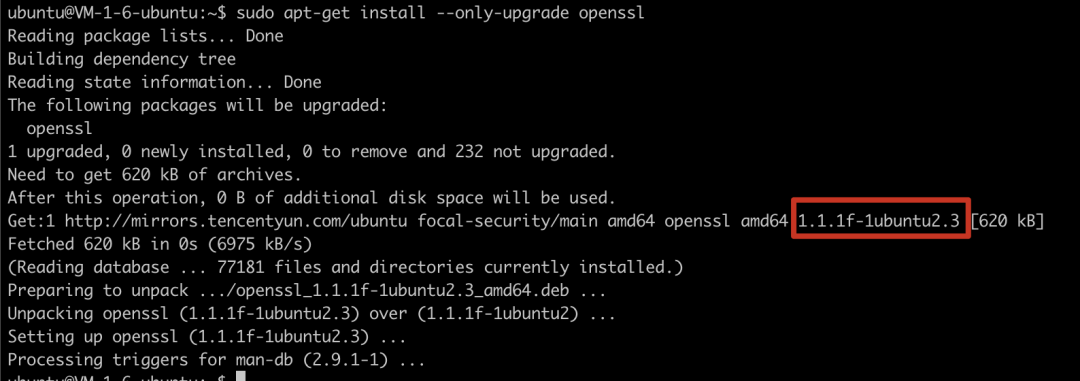 ubuntu@VM-1-6-ubuntu:~$ sudo apt-get install --only-upgrade openssl
Reading package lists... Done
Building dependency tree
Reading state information... Done
The following packages will be upgraded:
  openssl
1 upgraded, 0 newly installed, 0 to remove and 232 not upgraded.
Need to get 620 kB of archives.
After this operation, 0 B of additional disk space will be used.
Get:1 http://mirrors.tencentyun.com/ubuntu focal-security/main amd64 openssl amd64 1.1.1f-1ubuntu2.3 [620 kB]
Fetched 620 kB in 0s (6975 kB/s)
(Reading database ... 77181 files and directories currently installed.)
Preparing to unpack .../openssl_1.1.1f-1ubuntu2.3_amd64.deb ...
Unpacking openssl (1.1.1f-1ubuntu2.3) over (1.1.1f-1ubuntu2) ...
Setting up openssl (1.1.1f-1ubuntu2.3) ...
Processing triggers for man-db (2.9.1-1) ...
ubuntu@VM-1-6-ubuntu:~$